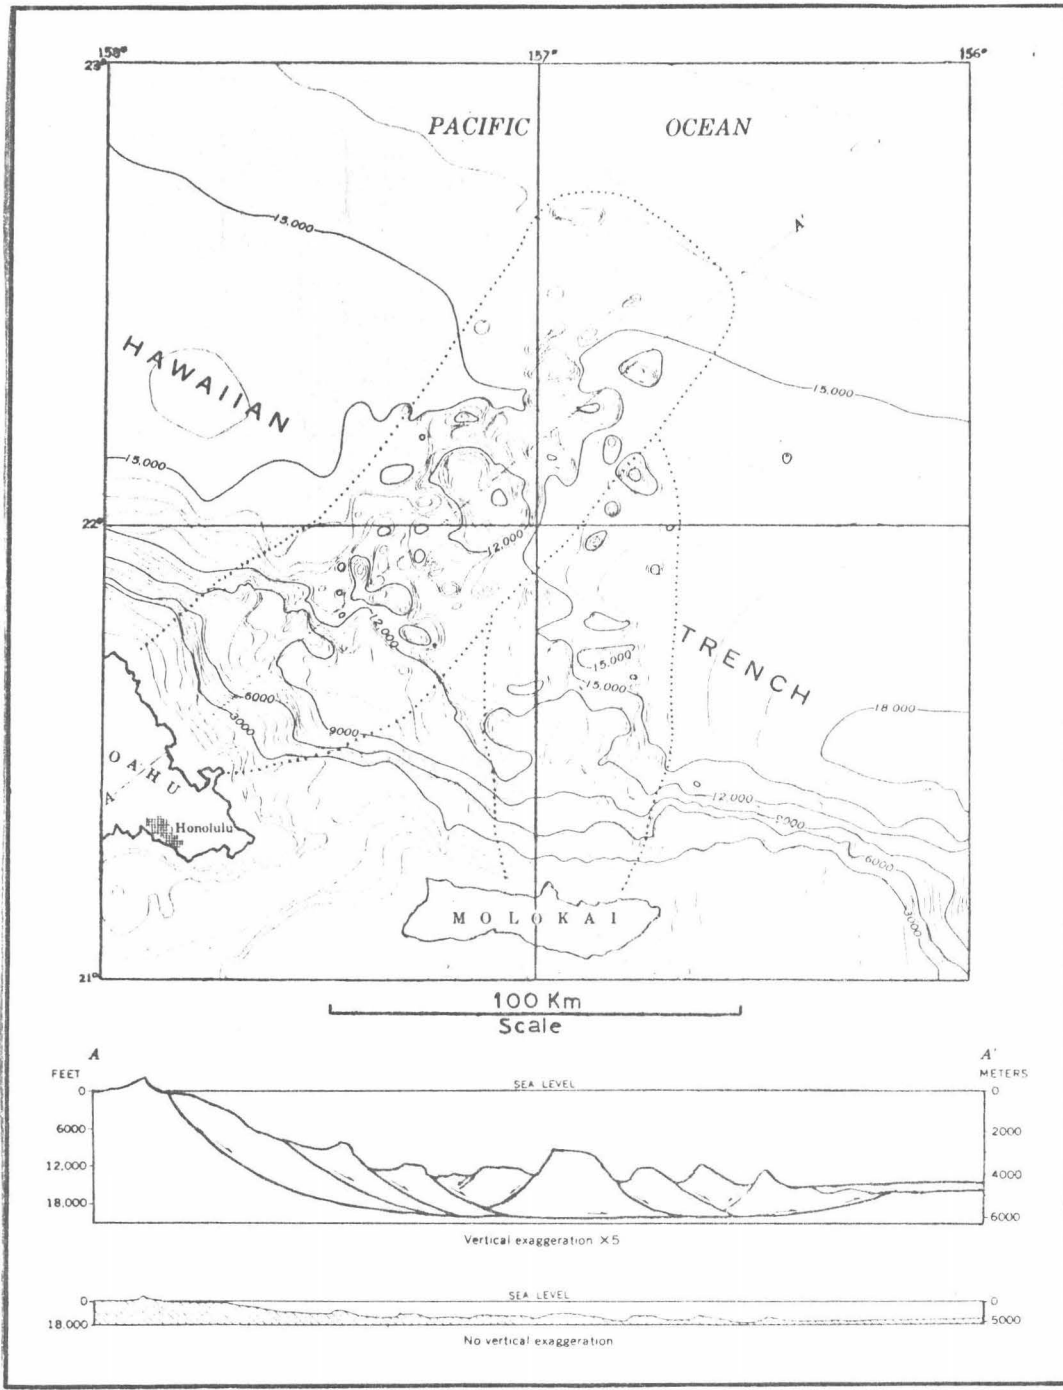 158° 157° 156°
23°
PACIFIC OCEAN
A'
15.000
HAWAIIAN
15.000
15.000
22°
12.000
12,000
TRENCH
15.000
15.000
18.000
6000
3000
9000
OAHU
A
12.000
9000
6000
3000
Honolulu
MOLOKAI
21°
100 Km
Scale
A A'
FEET METERS
0 SEA LEVEL 0
6000 2000
12.000 4000
18.000 6000
Vertical exaggeration X5
0 SEA LEVEL 0
18.000 5000
No vertical exaggeration